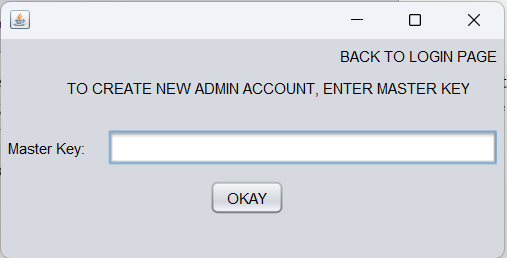 BACK TO LOGIN PAGE
TO CREATE NEW ADMIN ACCOUNT, ENTER MASTER KEY
Master Key:
OKAY